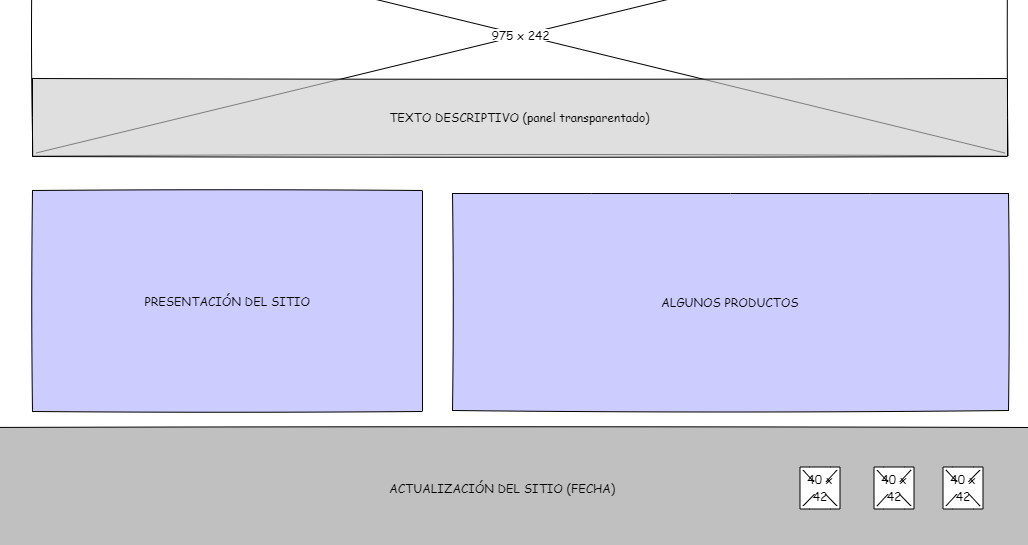 975 x 242
TEXTO DESCRIPTIVO (panel transparentado)
PRESENTACIÓN DEL SITIO
ALGUNOS PRODUCTOS
ACTUALIZACIÓN DEL SITIO (FECHA)
40 x
42
40 x
42
40 x
42